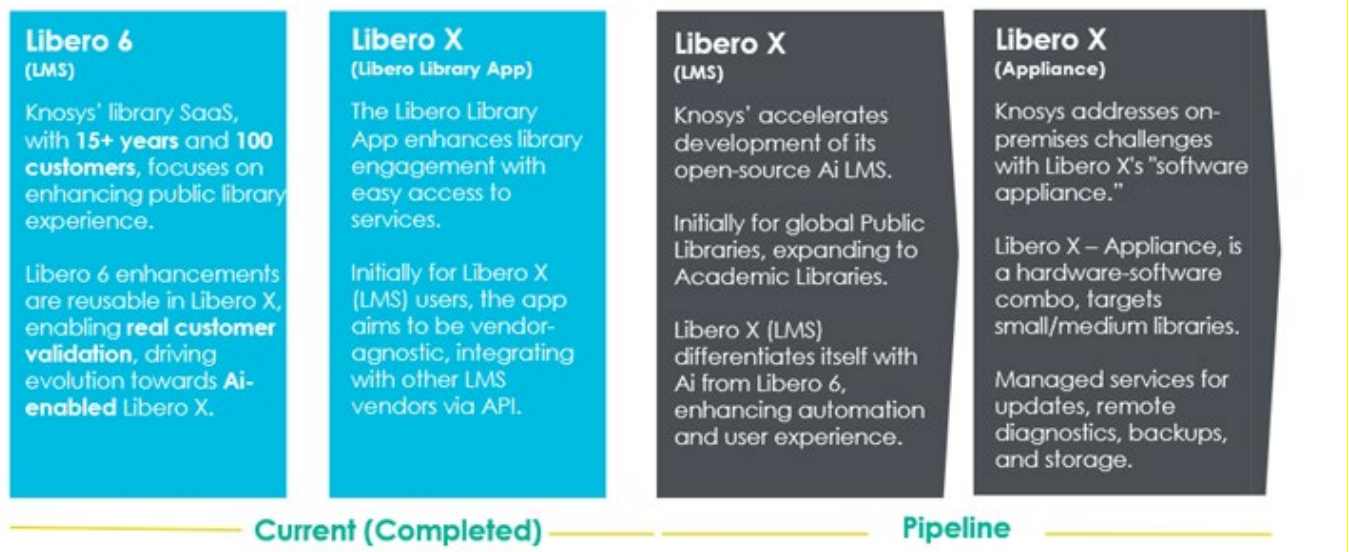 Libero 6
(LMS)
Knosys’ library SaaS,
with 15+ years and 100
customers, focuses on
enhancing public library
experience.
Libero 6 enhancements
are reusable in Libero X,
enabling real customer
validation, driving
evolution towards Ai-
enabled Libero X.
Libero X
(Libero Library App)
The Libero Library
App enhances library
engagement with
easy access to
services.
Initially for Libero X
(LMS) users, the app
aims to be vendor-
agnostic, integrating
with other LMS
vendors via API.
Libero X
(LMS)
Knosys’ accelerates
development of its
open-source Ai LMS.
Initially for global Public
Libraries, expanding to
Academic Libraries.
Libero X (LMS)
differentiates itself with
Ai from Libero 6,
enhancing automation
and user experience.
Libero X
(Appliance)
Knosys addresses on-
premises challenges
with Libero X's "software
appliance.”
Libero X – Appliance, is
a hardware-software
combo, targets
small/medium libraries.
Managed services for
updates, remote
diagnostics, backups,
and storage.
Current (Completed)
Pipeline